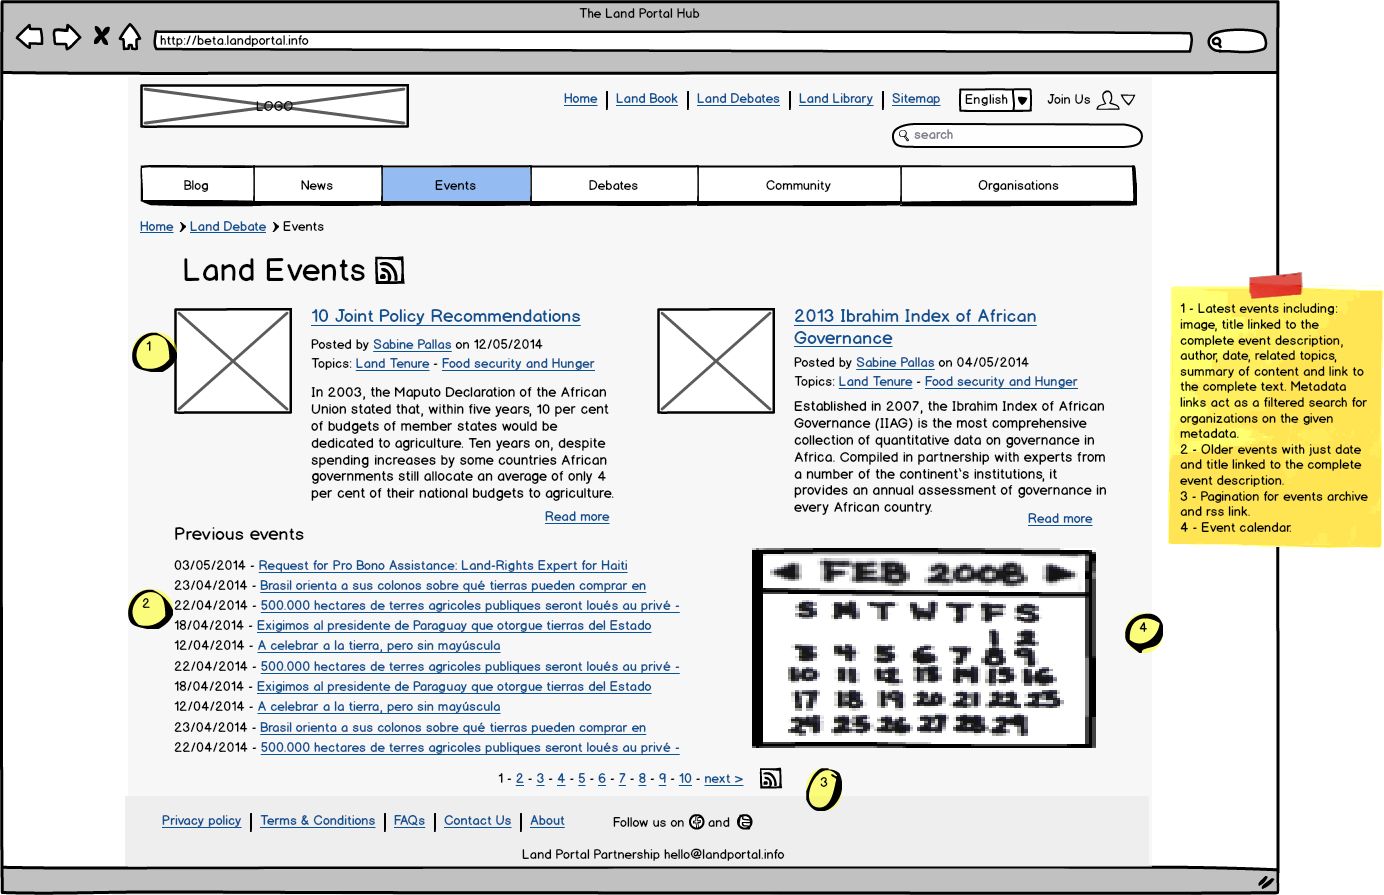 The Land Portal Hub
http://beta.landportal.info
LOGO
Home
Land Book
Land Debates
Land Library
Sitemap
English
Join Us
search
Blog
News
Events
Debates
Community
Organisations
Home
Land Debate
Events
Land Events
1
10 Joint Policy Recommendations
Posted by Sabine Pallas on 12/05/2014
Topics: Land Tenure - Food security and Hunger
In 2003, the Maputo Declaration of the African
Union stated that, within five years, 10 per cent
of budgets of member states would be
dedicated to agriculture. Ten years on, despite
spending increases by some countries African
governments still allocate an average of only 4
per cent of their national budgets to agriculture.
Read more
2013 Ibrahim Index of African
Governance
Posted by Sabine Pallas on 04/05/2014
Topics: Land Tenure - Food security and Hunger
Established in 2007, the Ibrahim Index of African
Governance (IIAG) is the most comprehensive
collection of quantitative data on governance in
Africa. Compiled in partnership with experts from
a number of the continent`s institutions, it
provides an annual assessment of governance in
every African country.
Read more
1 - Latest events including:
image, title linked to the
complete event description,
author, date, related topics,
summary of content and link to
the complete text. Metadata
links act as a filtered search for
organizations on the given
metadata.
2 - Older events with just date
and title linked to the complete
event description.
3 - Pagination for events archive
and rss link.
4 - Event calendar.
Previous events
2
03/05/2014 - Request for Pro Bono Assistance: Land-Rights Expert for Haiti
23/04/2014 - Brasil orienta a sus colonos sobre qué tierras pueden comprar en
22/04/2014 - 500.000 hectares de terres agricoles publiques seront loués au privé -
18/04/2014 - Exigimos al presidente de Paraguay que otorgue tierras del Estado
12/04/2014 - A celebrar a la tierra, pero sin mayúscula
22/04/2014 - 500.000 hectares de terres agricoles publiques seront loués au privé -
18/04/2014 - Exigimos al presidente de Paraguay que otorgue tierras del Estado
12/04/2014 - A celebrar a la tierra, pero sin mayúscula
23/04/2014 - Brasil orienta a sus colonos sobre qué tierras pueden comprar en
22/04/2014 - 500.000 hectares de terres agricoles publiques seront loués au privé -
FEB 2008
S M T W T F S
1 2
3 4 5 6 7 8 9
10 11 12 13 14 15 16
17 18 19 20 21 22 23
24 25 26 27 28 29
4
1 - 2 - 3 - 4 - 5 - 6 - 7 - 8 - 9 - 10 - next >
3
Privacy policy
Terms & Conditions
FAQs
Contact Us
About
Follow us on and
Land Portal Partnership hello@landportal.info